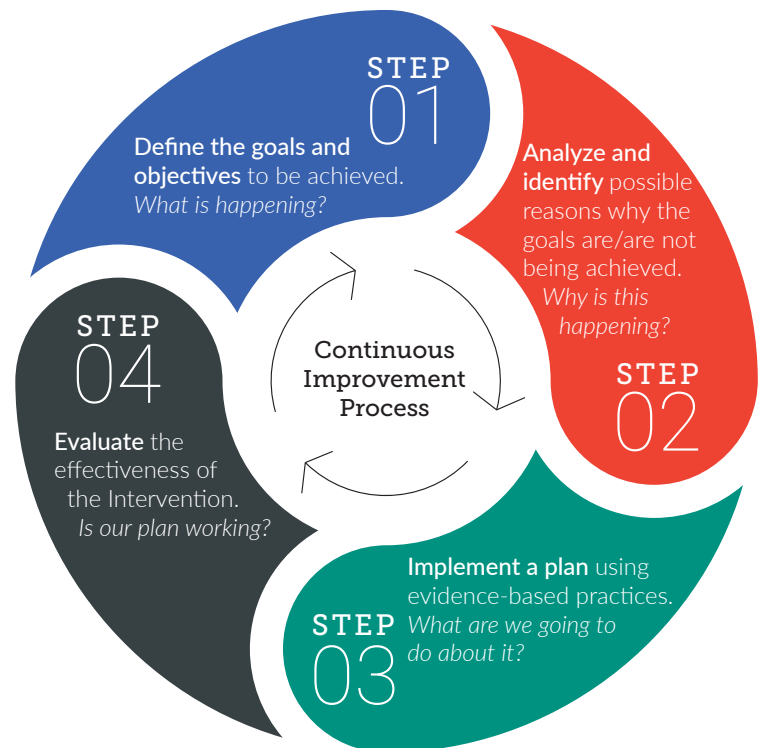 STEP
01
Define the goals and
objectives to be achieved.
What is happening?
Analyze and
identify possible
reasons why the
goals are/are not
being achieved.
Why is this
happening?
STEP
02
Implement a plan using
evidence-based practices.
What are we going to
do about it?
STEP
03
STEP
04
Evaluate the
effectiveness of
the Intervention.
Is our plan working?
Continuous
Improvement
Process